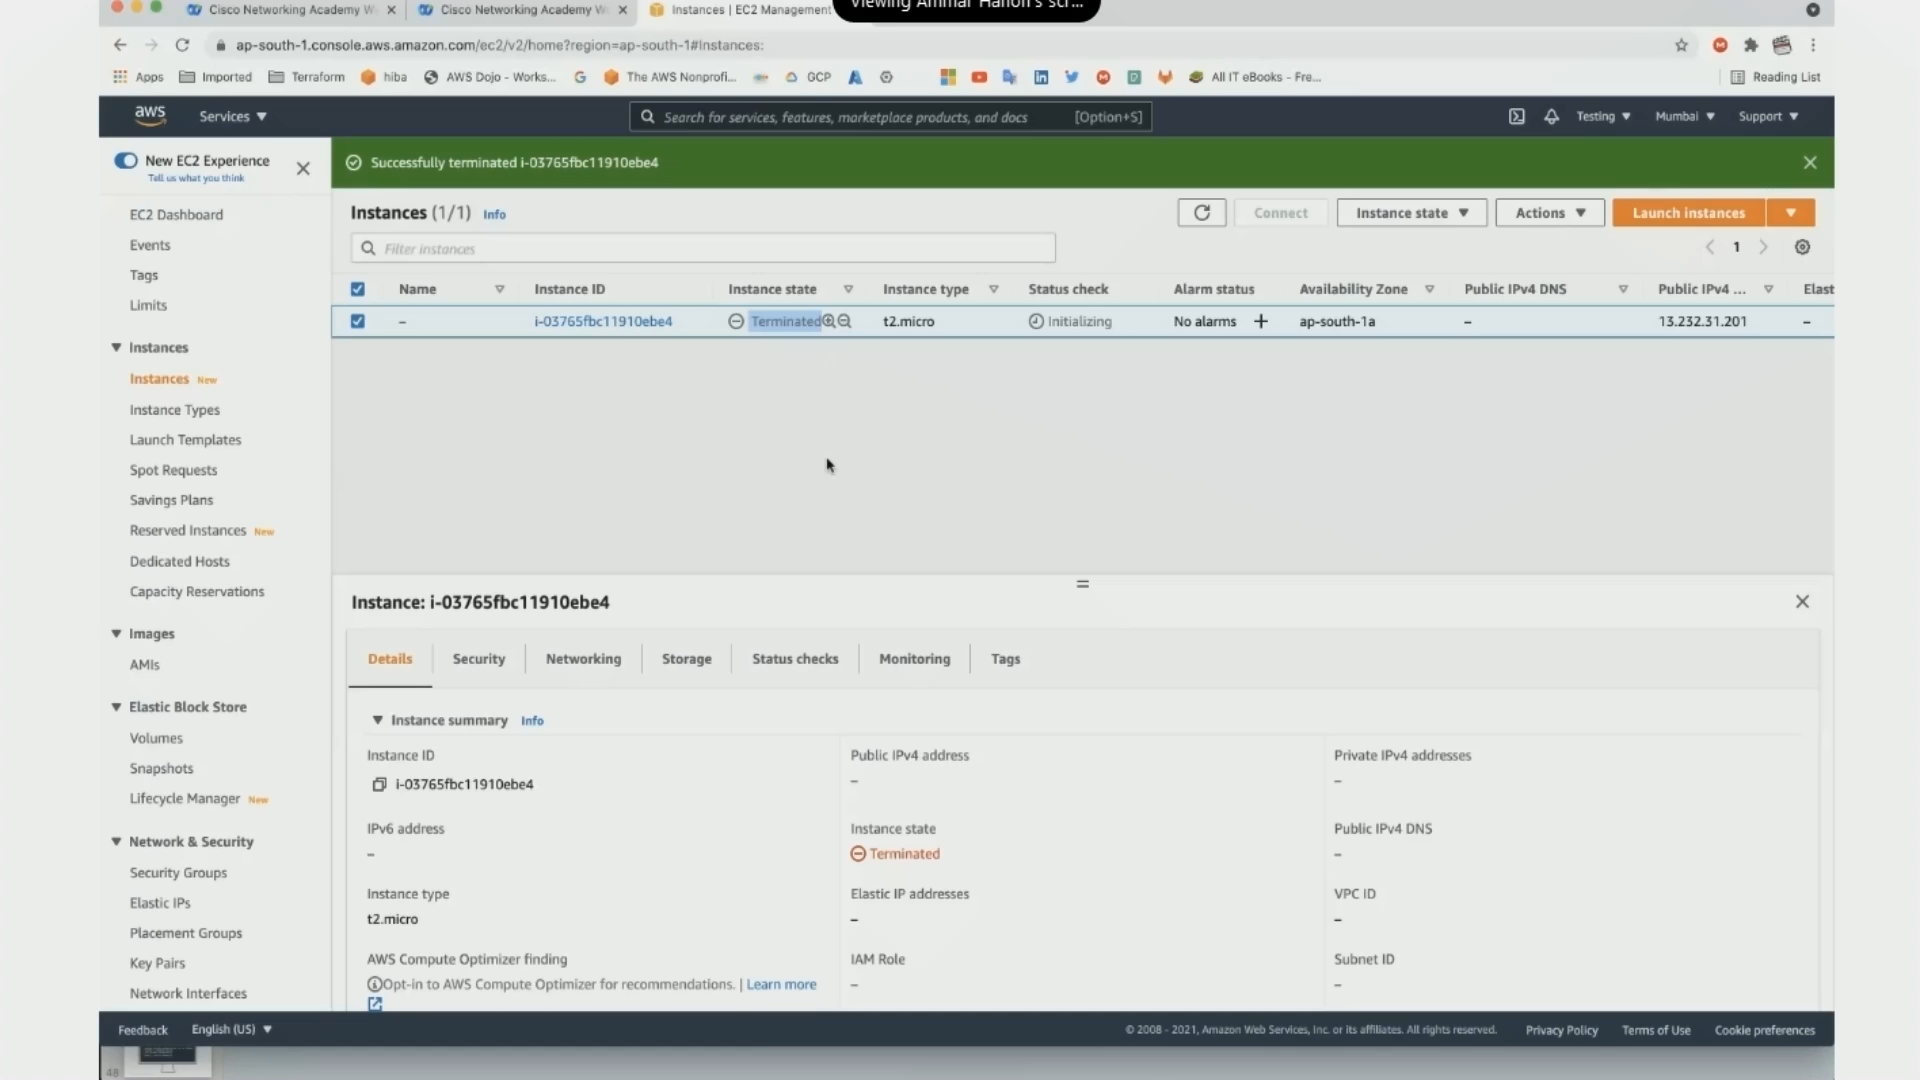 Viewing Ammar Hanon's scr...
Cisco Networking Academy W
Cisco Networking Academy W
Instances | EC2 Management
ap-south-1.console.aws.amazon.com/ec2/v2/home?region=ap-south-1#Instances:
Apps Imported Terraform hiba AWS Dojo - Works... The AWS Nonprofi... GCP All IT eBooks - Fre... Reading List
aws Services Search for services, features, marketplace products, and docs [Option+S] Testing Mumbai Support
New EC2 Experience
Tell us what you think
Successfully terminated i-03765fbc11910ebe4
EC2 Dashboard
Events
Tags
Limits
Instances
Instances New
Instance Types
Launch Templates
Spot Requests
Savings Plans
Reserved Instances New
Dedicated Hosts
Capacity Reservations
Images
AMIs
Elastic Block Store
Volumes
Snapshots
Lifecycle Manager New
Network & Security
Security Groups
Elastic IPs
Placement Groups
Key Pairs
Network Interfaces
Instances (1/1) Info Connect Instance state Actions Launch instances
Filter instances 1
Name Instance ID Instance state Instance type Status check Alarm status Availability Zone Public IPv4 DNS Public IPv4 ... Elast
– i-03765fbc11910ebe4 Terminated t2.micro Initializing No alarms + ap-south-1a – 13.232.31.201 –
Instance: i-03765fbc11910ebe4
Details Security Networking Storage Status checks Monitoring Tags
Instance summary Info
Instance ID Public IPv4 address Private IPv4 addresses
i-03765fbc11910ebe4 – –
IPv6 address Instance state Public IPv4 DNS
– Terminated –
Instance type Elastic IP addresses VPC ID
t2.micro – –
AWS Compute Optimizer finding IAM Role Subnet ID
Opt-in to AWS Compute Optimizer for recommendations. | Learn more – –
Feedback English (US) © 2008 - 2021, Amazon Web Services, Inc. or its affiliates. All rights reserved. Privacy Policy Terms of Use Cookie preferences
48